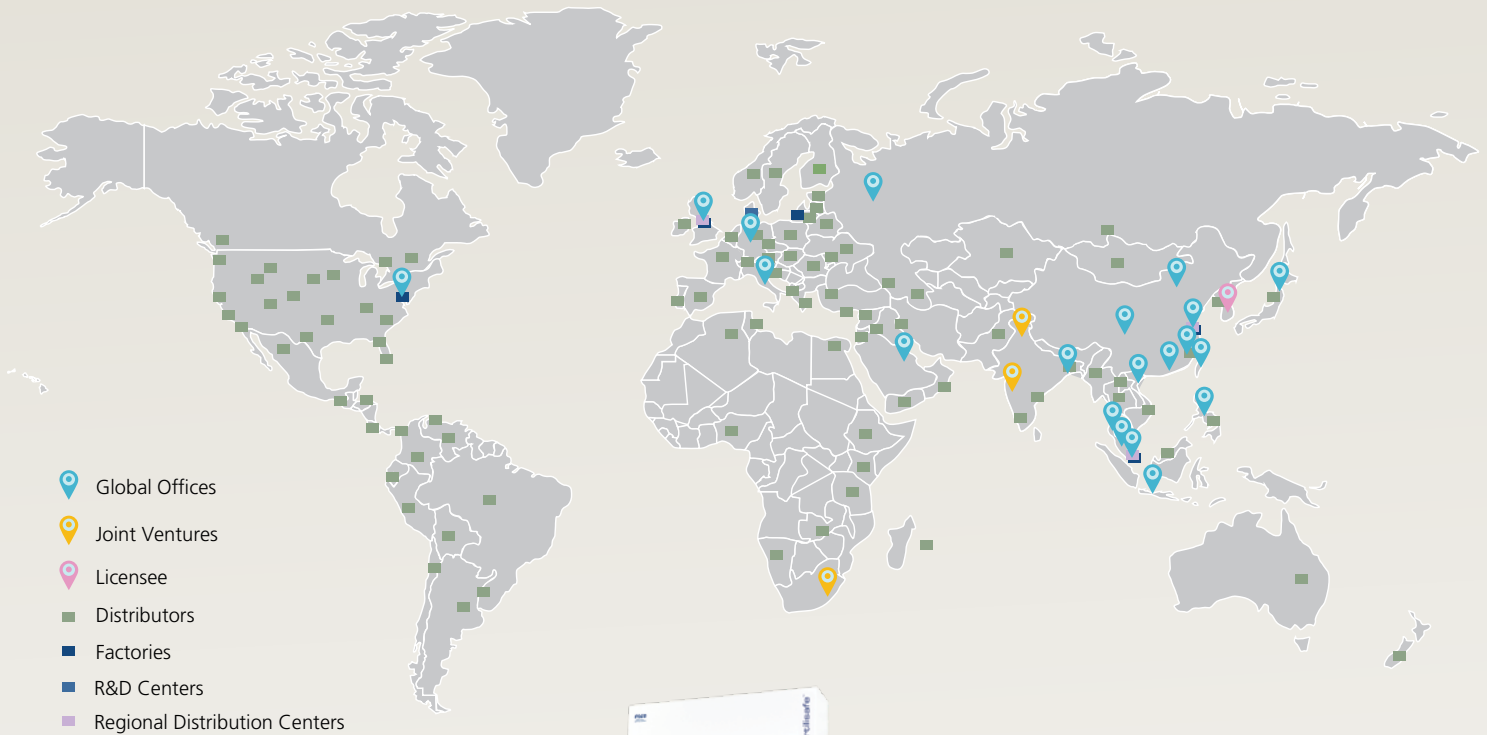 Global Offices
Joint Ventures
Licensee
Distributors
Factories
R&D Centers
Regional Distribution Centers